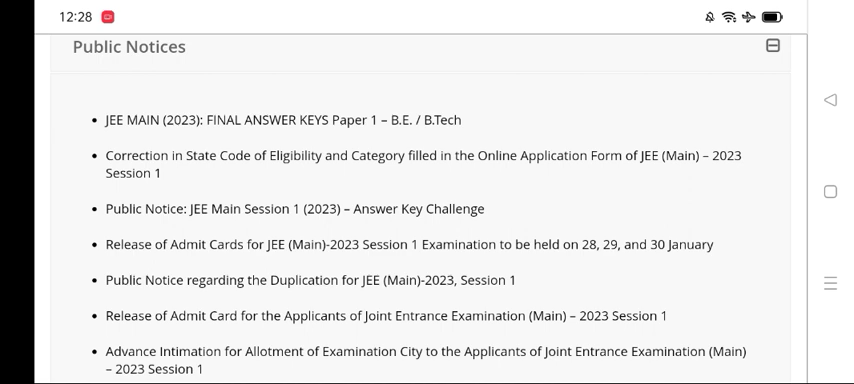 12:28
Public Notices
• JEE MAIN (2023): FINAL ANSWER KEYS Paper 1 – B.E. / B.Tech
• Correction in State Code of Eligibility and Category filled in the Online Application Form of JEE (Main) – 2023
Session 1
• Public Notice: JEE Main Session 1 (2023) – Answer Key Challenge
• Release of Admit Cards for JEE (Main)-2023 Session 1 Examination to be held on 28, 29, and 30 January
• Public Notice regarding the Duplication for JEE (Main)-2023, Session 1
• Release of Admit Card for the Applicants of Joint Entrance Examination (Main) – 2023 Session 1
• Advance Intimation for Allotment of Examination City to the Applicants of Joint Entrance Examination (Main)
– 2023 Session 1